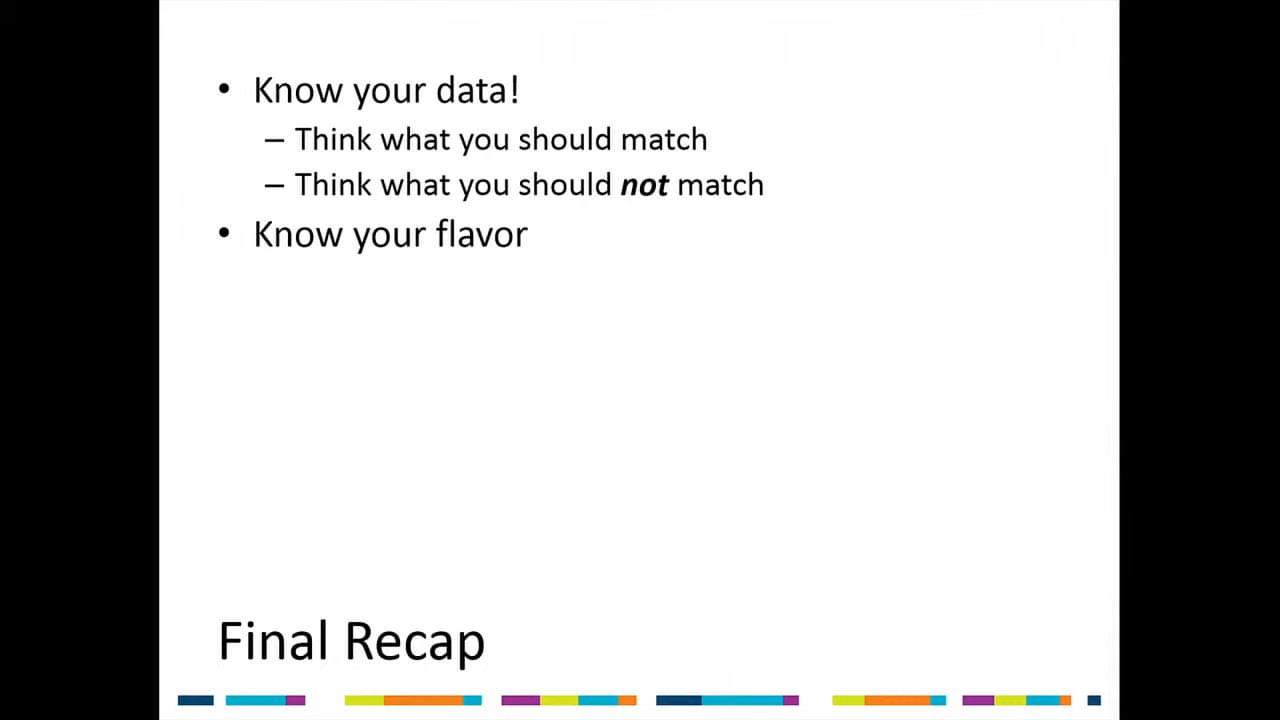 • Know your data!
– Think what you should match
– Think what you should not match
• Know your flavor
Final Recap